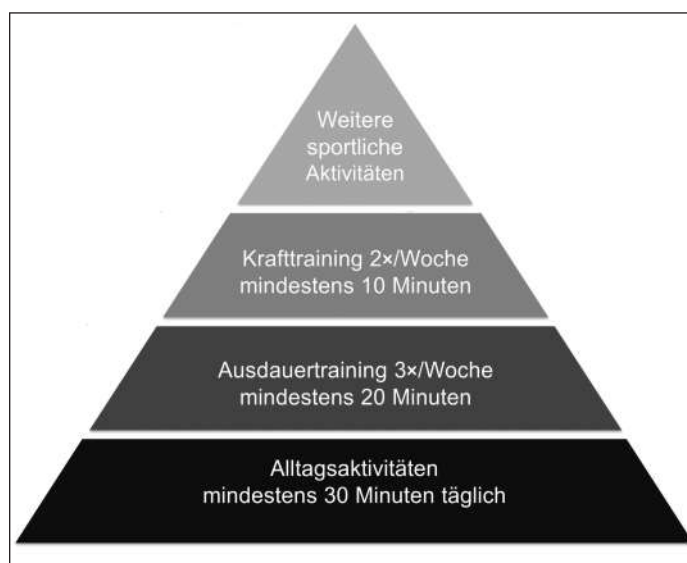 Weitere
sportliche
Aktivitäten
Krafttraining 2×/Woche
mindestens 10 Minuten
Ausdauertraining 3×/Woche
mindestens 20 Minuten
Alltagsaktivitäten
mindestens 30 Minuten täglich